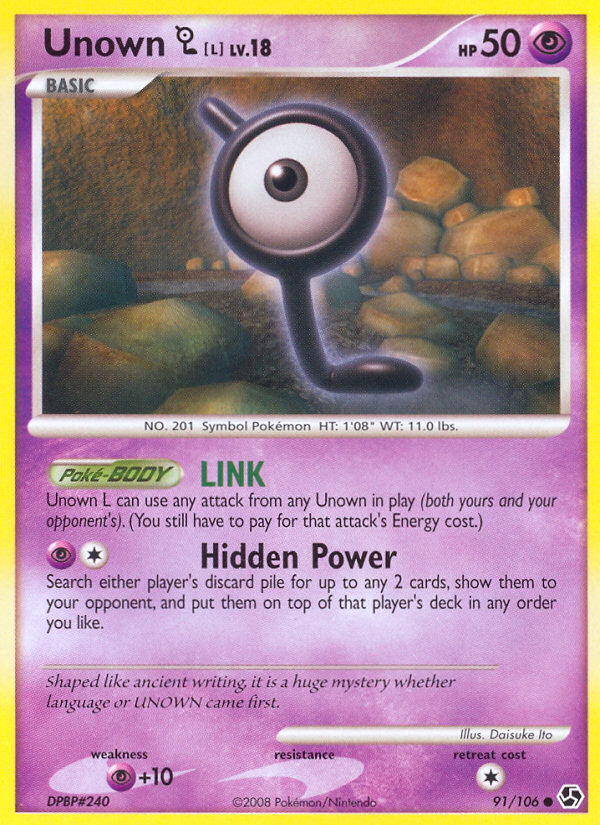 Unown [L] LV.18 HP 50
BASIC
NO. 201 Symbol Pokémon HT: 1'08" WT: 11.0 lbs.
Poké-BODY LINK
Unown L can use any attack from any Unown in play (both yours and your
opponent's). (You still have to pay for that attack's Energy cost.)
Hidden Power
Search either player's discard pile for up to any 2 cards, show them to
your opponent, and put them on top of that player's deck in any order
you like.
Shaped like ancient writing, it is a huge mystery whether
language or UNOWN came first.
Illus. Daisuke Ito
weakness resistance retreat cost
+10
DPBP#240 ©2008 Pokémon/Nintendo 91/106